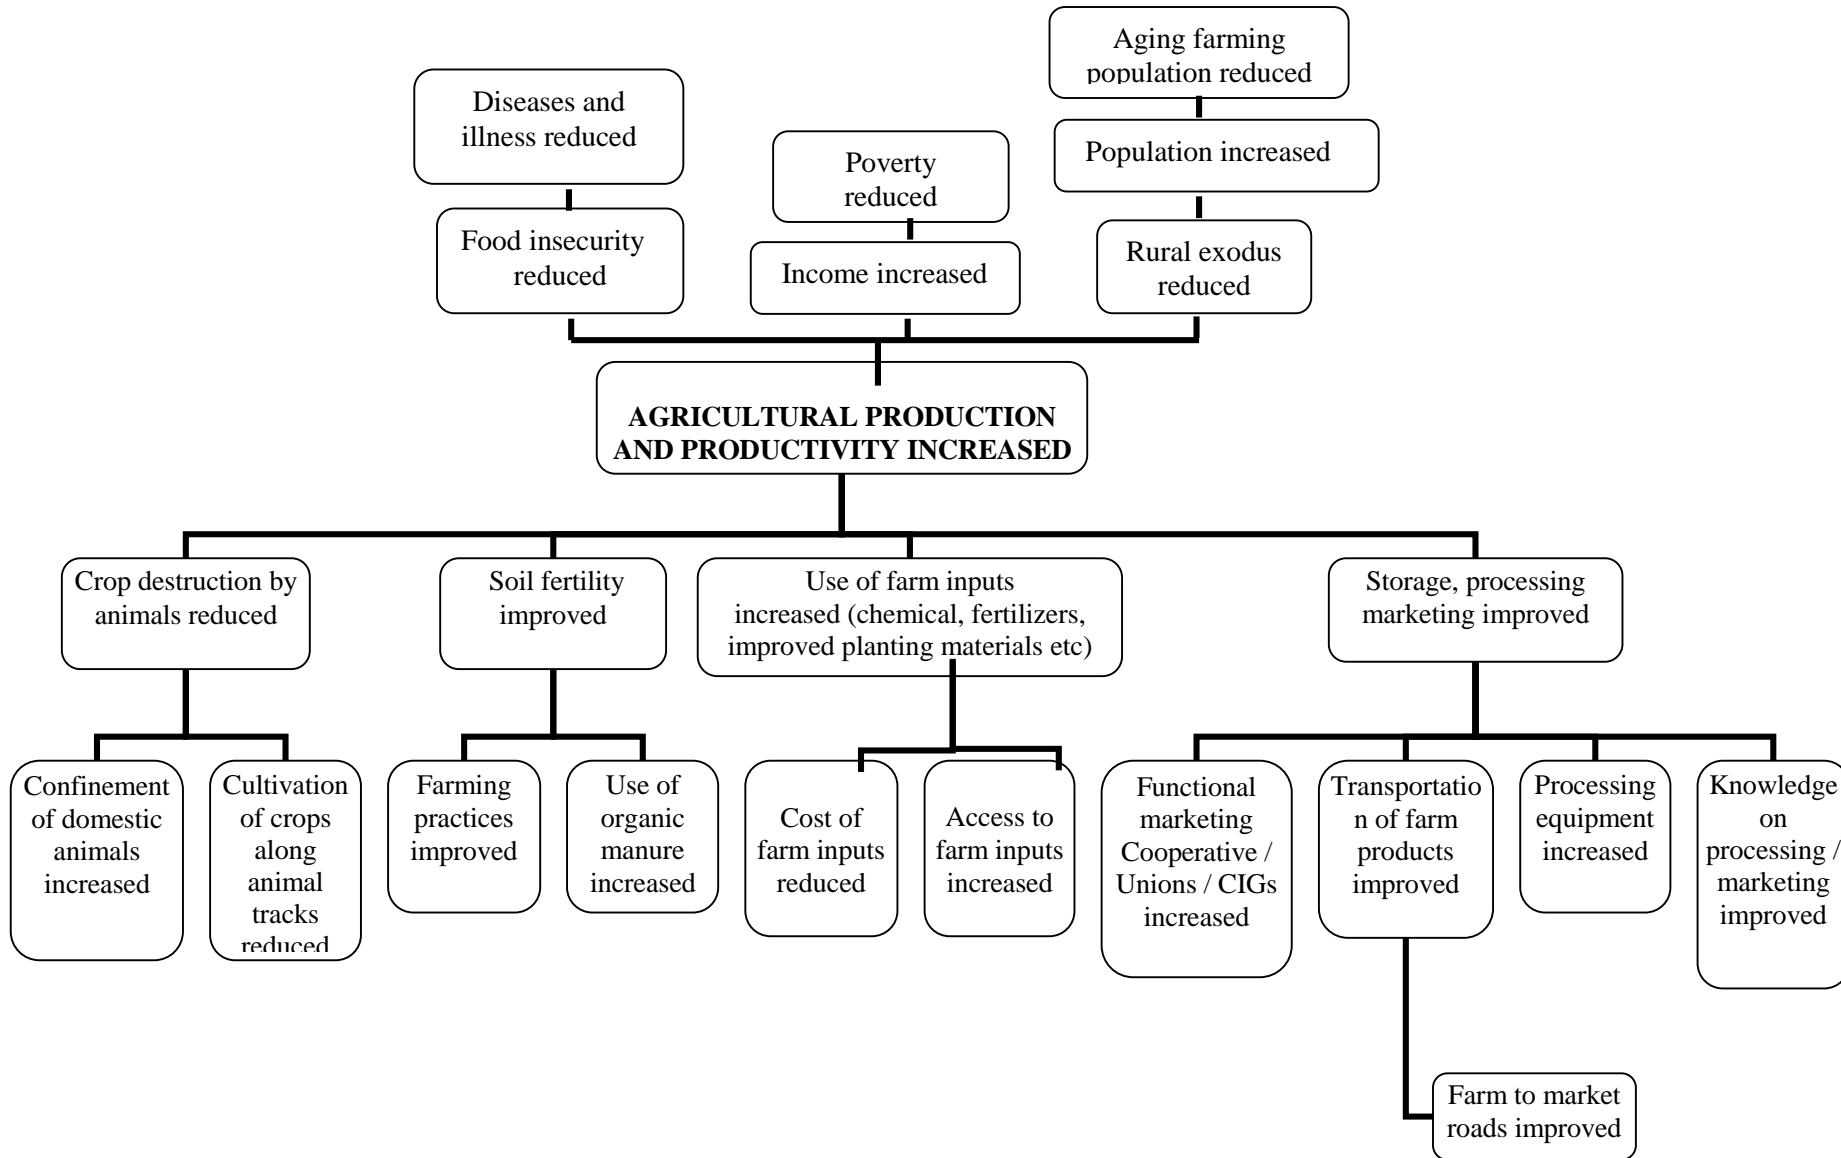 Aging farming
population reduced
Diseases and
illness reduced
Population increased
Poverty
reduced
Food insecurity
reduced
Income increased
Rural exodus
reduced
AGRICULTURAL PRODUCTION
AND PRODUCTIVITY INCREASED
Crop destruction by
animals reduced
Soil fertility
improved
Use of farm inputs
increased (chemical, fertilizers,
improved planting materials etc)
Storage, processing
marketing improved
Confinement
of domestic
animals
increased
Cultivation
of crops
along
animal
tracks
reduced
Farming
practices
improved
Use of
organic
manure
increased
Cost of
farm inputs
reduced
Access to
farm inputs
increased
Functional
marketing
Cooperative /
Unions / CIGs
increased
Transportatio
n of farm
products
improved
Processing
equipment
increased
Knowledge
on
processing /
marketing
improved
Farm to market
roads improved